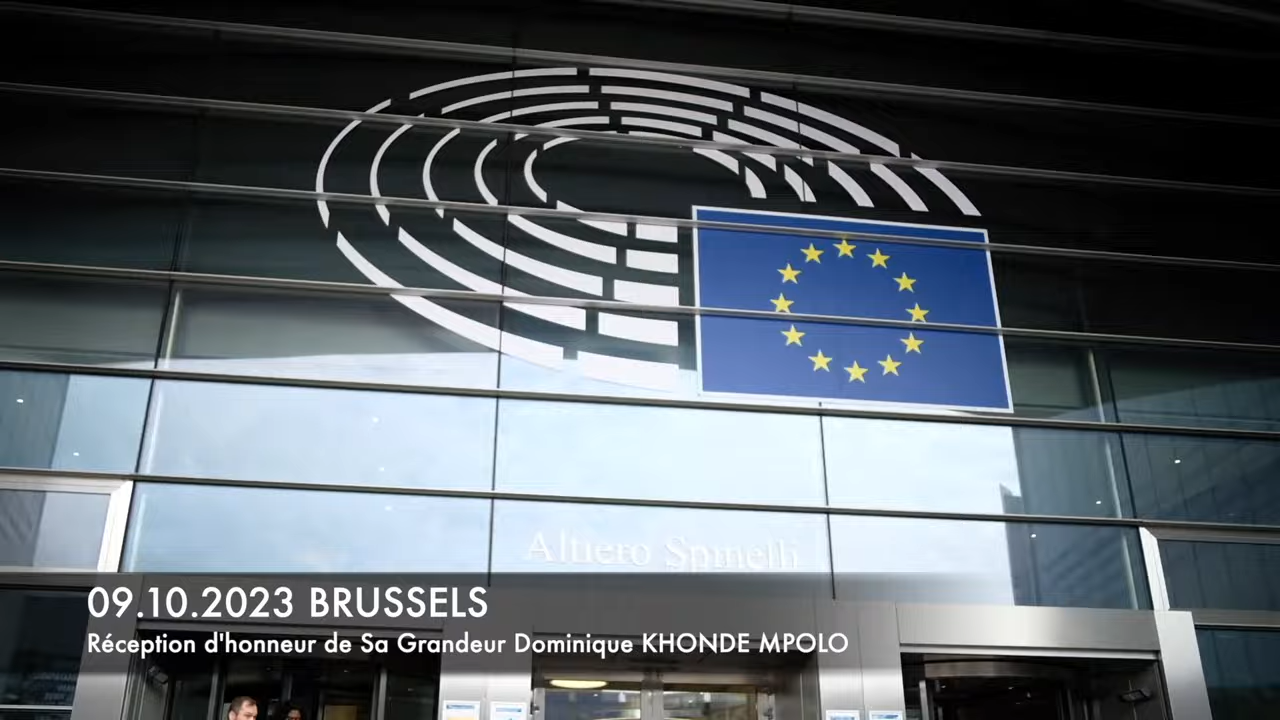 Altiero Spinelli
09.10.2023 BRUSSELS
Réception d'honneur de Sa Grandeur Dominique KHONDE MPOLO